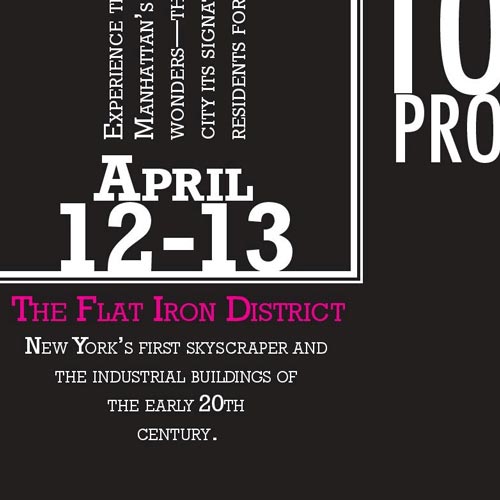 Experience
Manhattan's
wonders—
city its
residents for
April
12-13
The Flat Iron District
New York's first skyscraper and
the industrial buildings of
the early 20th
century.